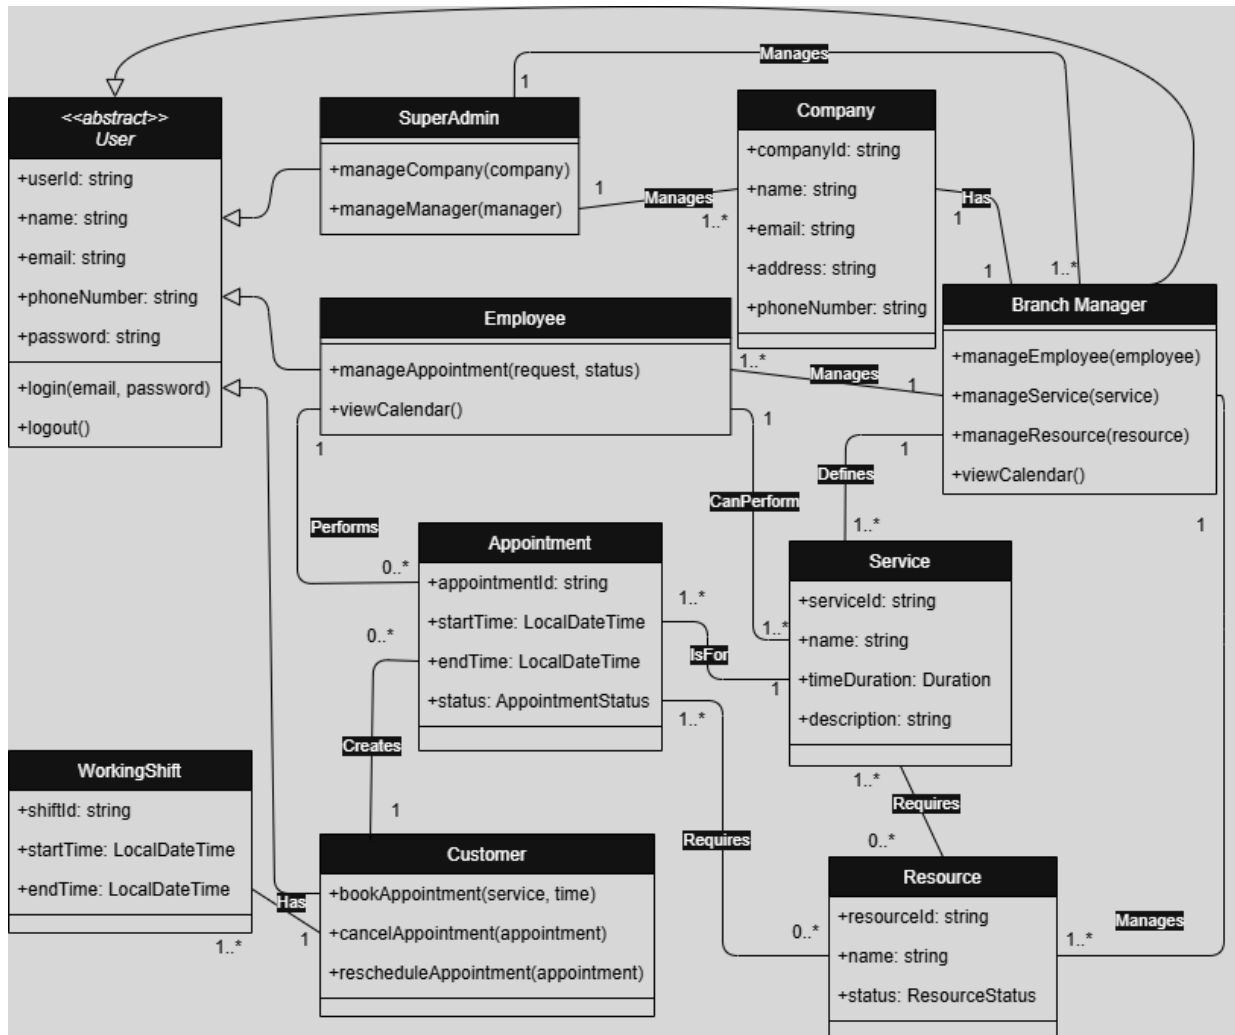 Manages
1
<<abstract>>
User
+userId: string
+name: string
+email: string
+phoneNumber: string
+password: string
+login(email, password)
+logout()
SuperAdmin
+manageCompany(company)
+manageManager(manager)
1
Manages
1..*
Company
+companyId: string
+name: string
+email: string
+address: string
+phoneNumber: string
Has
1
1
1..*
Branch Manager
+manageEmployee(employee)
+manageService(service)
+manageResource(resource)
+viewCalendar()
Employee
+manageAppointment(request, status)
+viewCalendar()
1..*
Manages
1
1
1
1
Defines
CanPerform
1..*
1
Performs
0..*
Appointment
+appointmentId: string
+startTime: LocalDateTime
+endTime: LocalDateTime
+status: AppointmentStatus
1..*
IsFor
1
1..*
1..*
Service
+serviceId: string
+name: string
+timeDuration: Duration
+description: string
0..*
Creates
1
WorkingShift
+shiftId: string
+startTime: LocalDateTime
+endTime: LocalDateTime
Has
1..*
1
Customer
+bookAppointment(service, time)
+cancelAppointment(appointment)
+rescheduleAppointment(appointment)
Requires
0..*
1..*
Requires
0..*
Resource
+resourceId: string
+name: string
+status: ResourceStatus
1..*
Manages